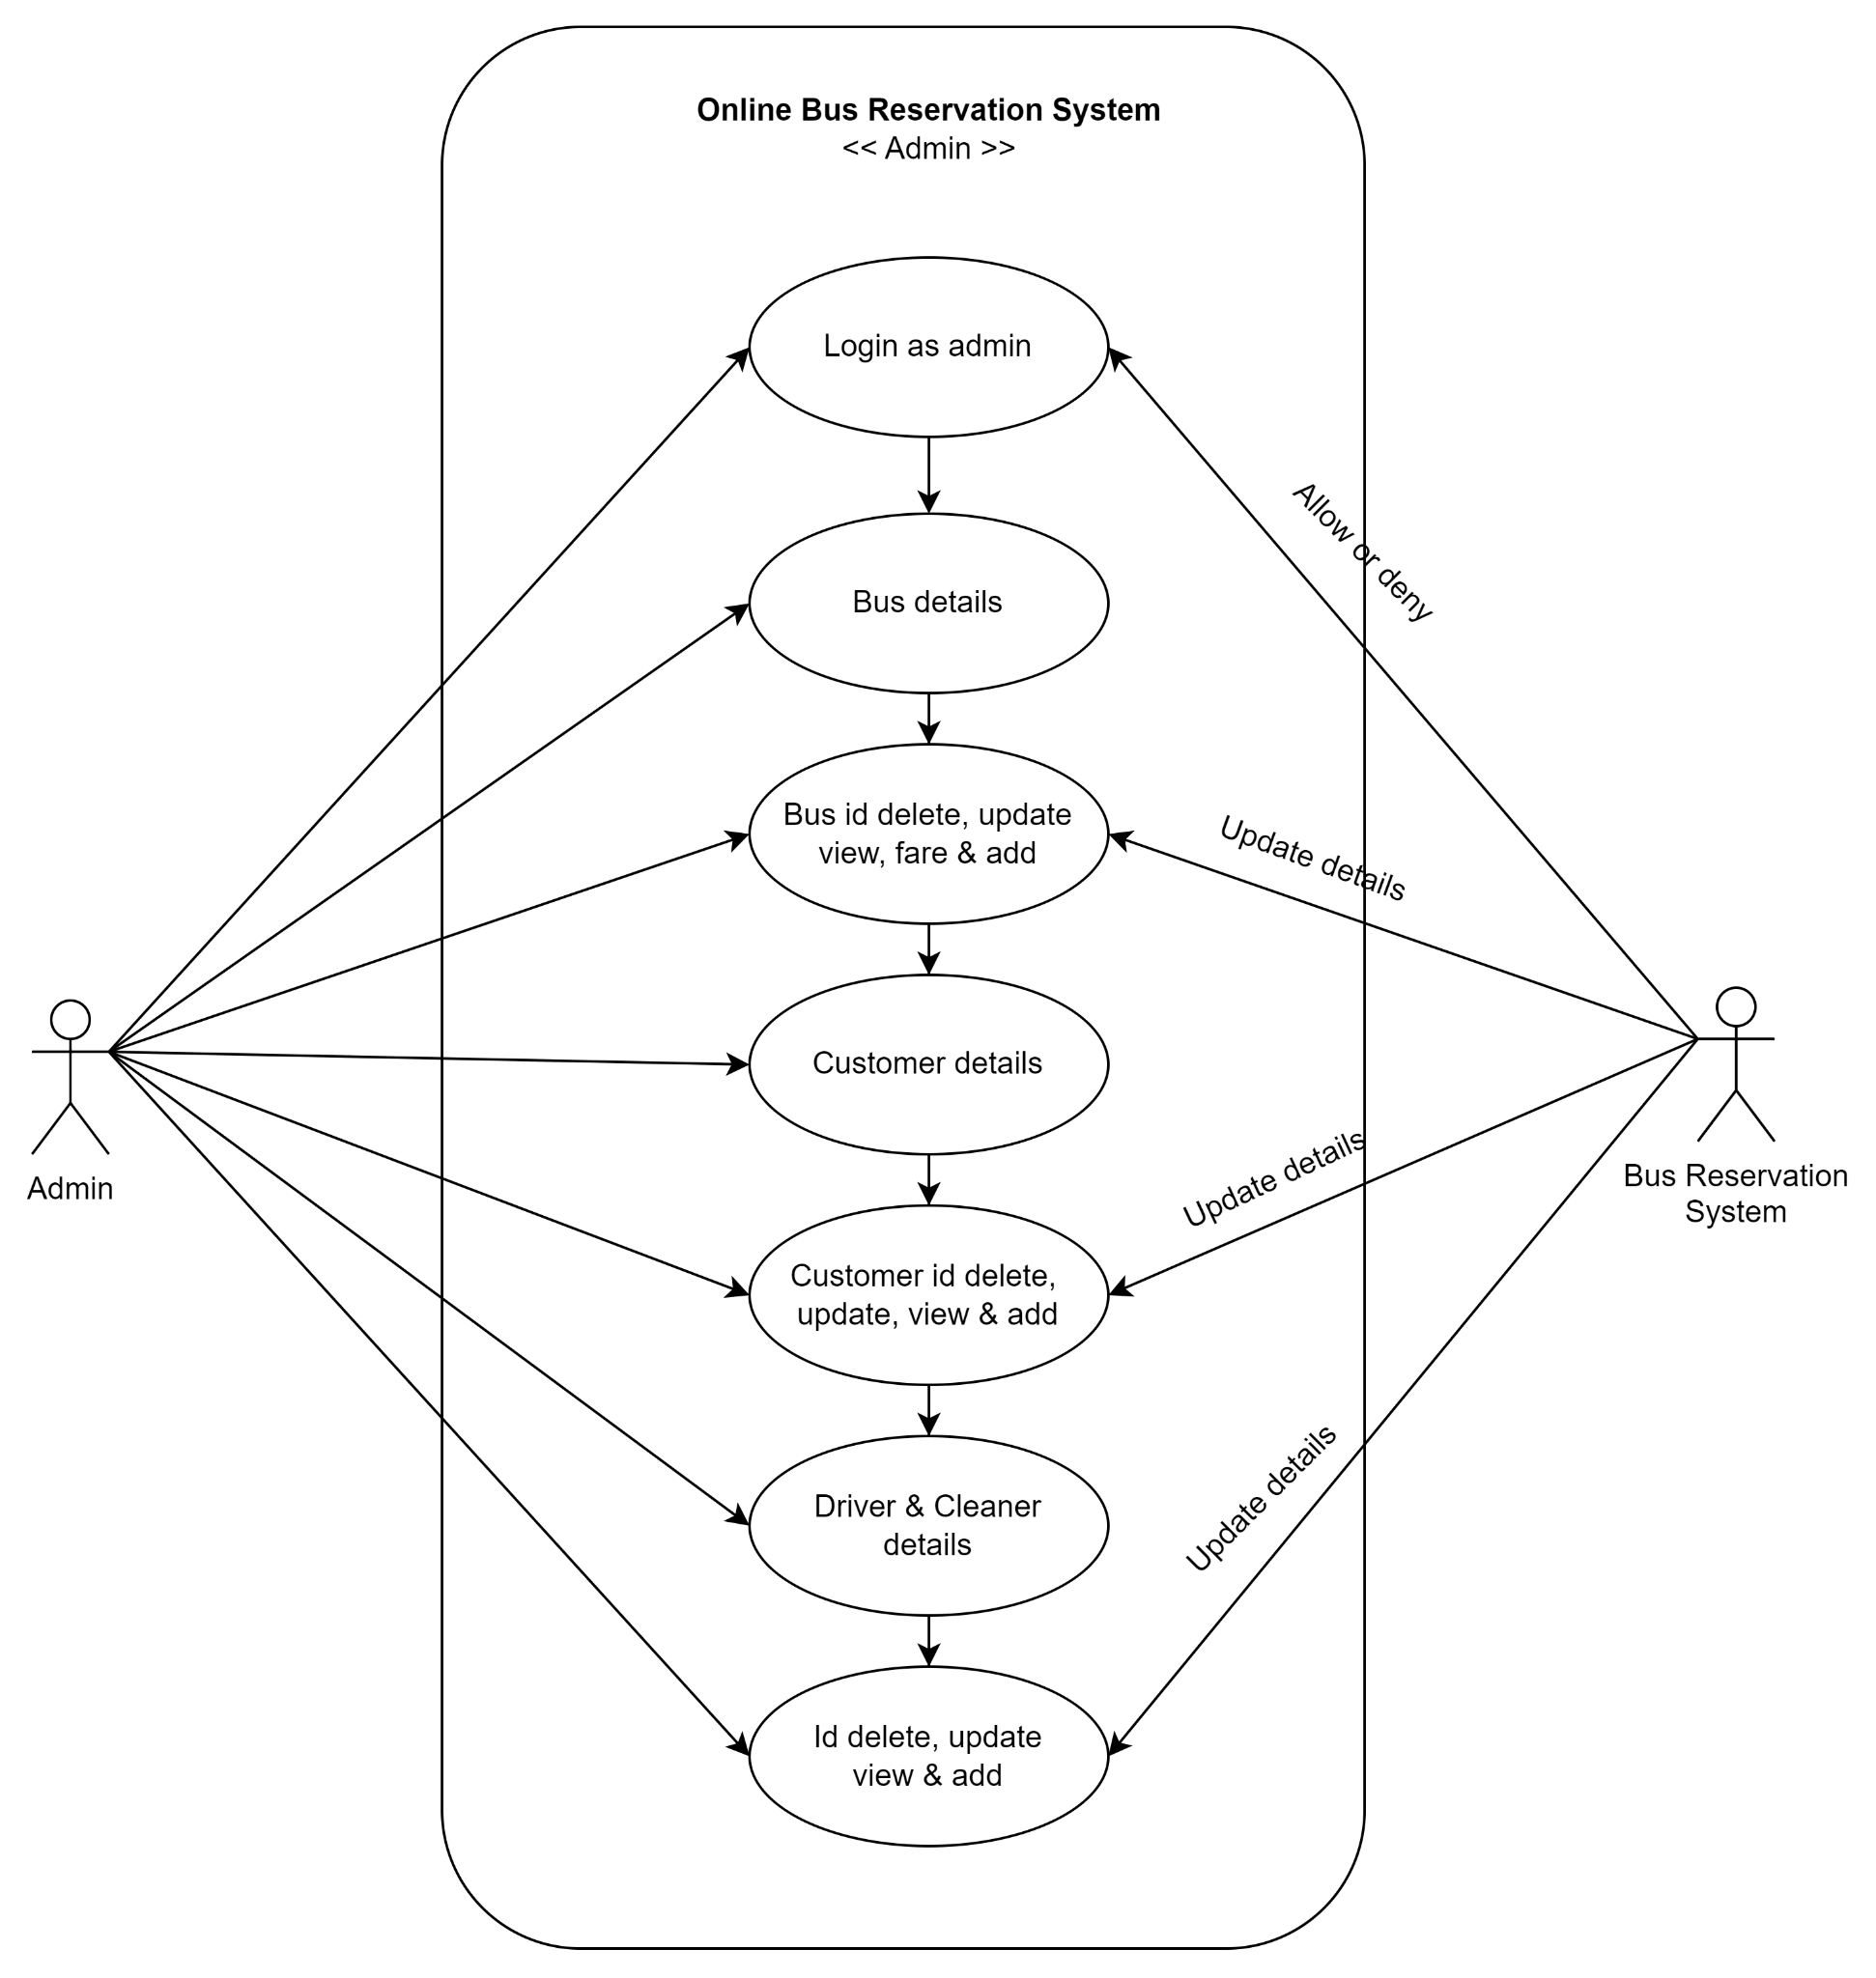 Online Bus Reservation System
<< Admin >>
Login as admin
Allow or deny
Bus details
Bus id delete, update
view, fare & add
Update details
Customer details
Admin
Bus Reservation
System
Update details
Customer id delete,
update, view & add
Driver & Cleaner
details
Update details
Id delete, update
view & add